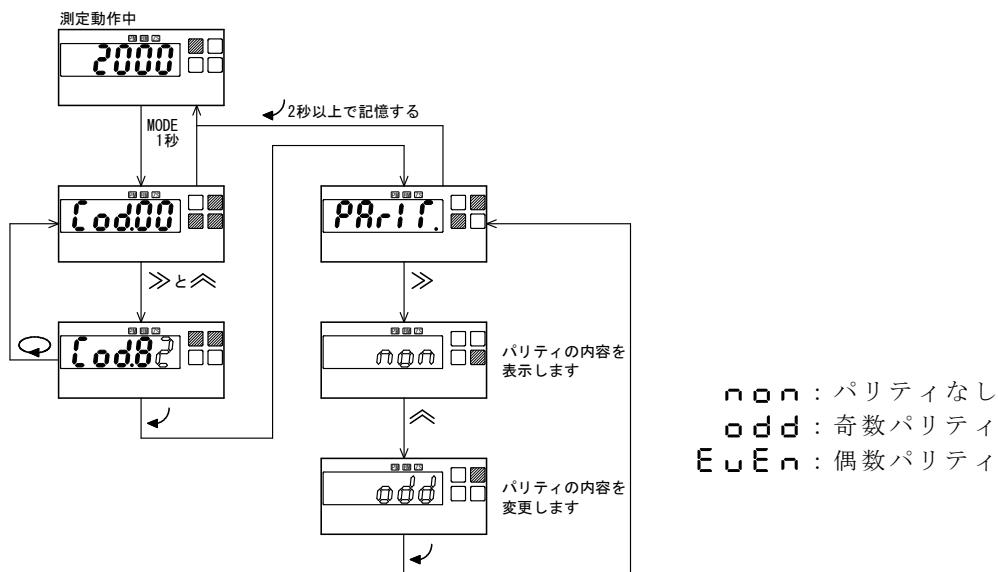 測定動作中
2000
MODE
1秒
2秒以上で記憶する
Cod.00
PArIT.
≫と︽
≫
Cod.82
non
パリティの内容を
表示します
︽
odd
パリティの内容を
変更します
non：パリティなし
odd：奇数パリティ
EvEn：偶数パリティ